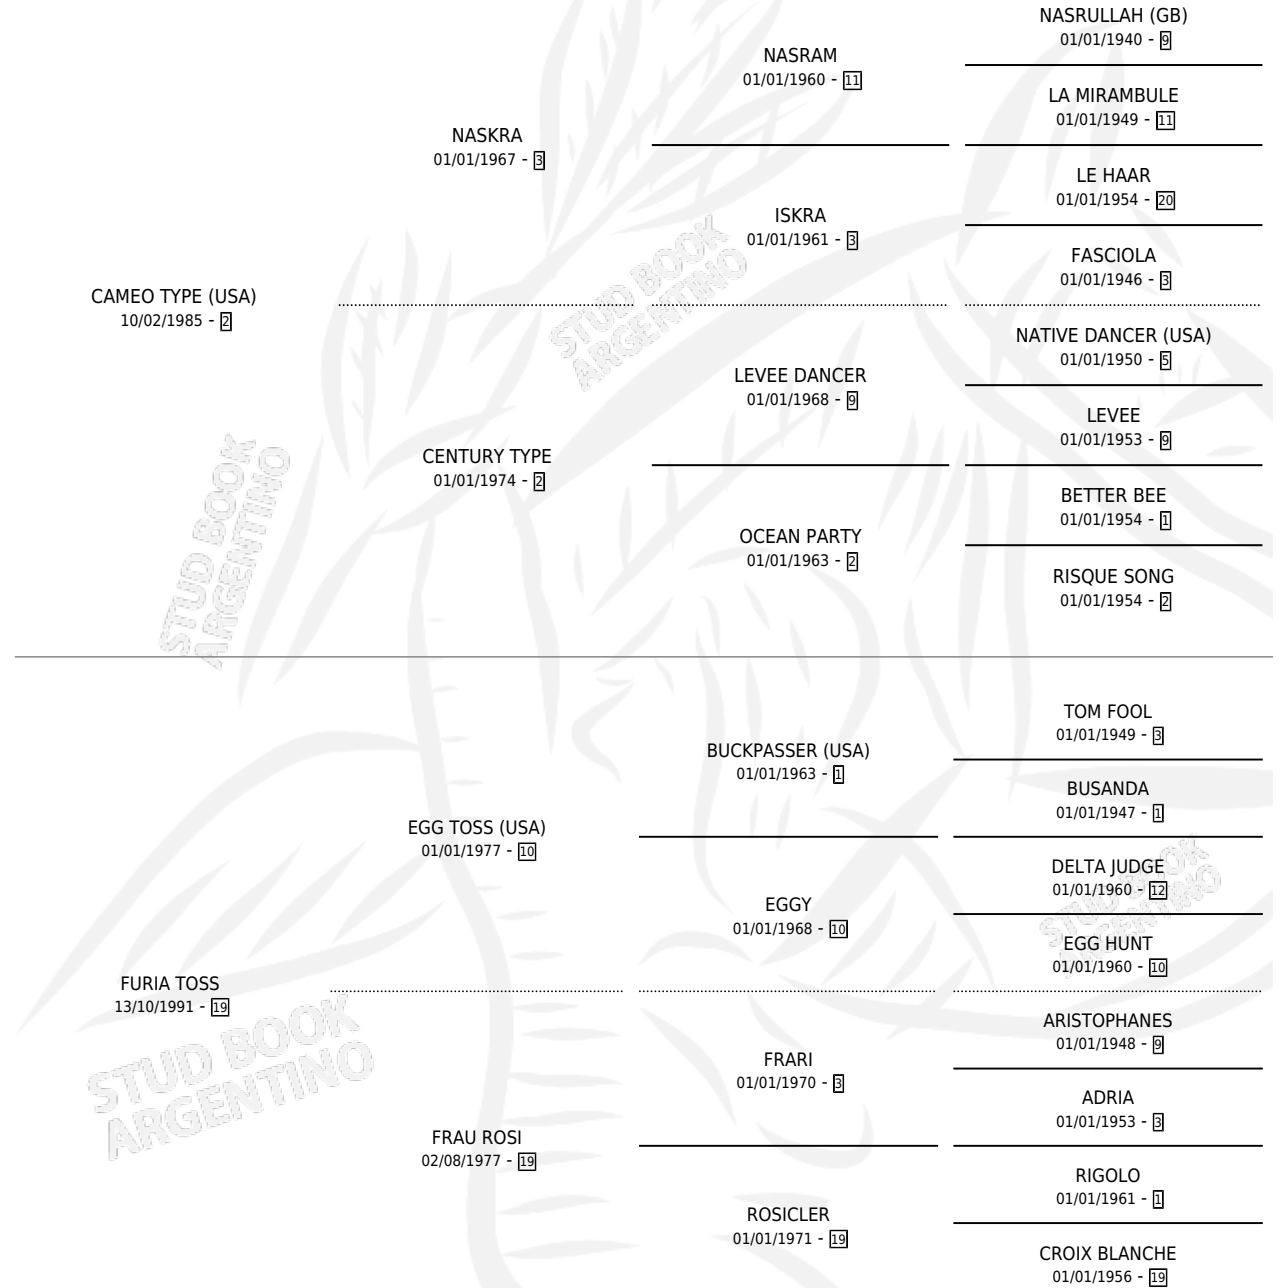 NASRULLAH (GB)
01/01/1940 - 9
NASRAM
01/01/1960 - 11
LA MIRAMBULE
01/01/1949 - 11
NASKRA
01/01/1967 - 3
LE HAAR
01/01/1954 - 20
ISKRA
01/01/1961 - 3
FASCIOLA
01/01/1946 - 3
CAMEO TYPE (USA)
10/02/1985 - 2
NATIVE DANCER (USA)
01/01/1950 - 5
LEVEE DANCER
01/01/1968 - 9
LEVEE
01/01/1953 - 9
CENTURY TYPE
01/01/1974 - 2
BETTER BEE
01/01/1954 - 1
OCEAN PARTY
01/01/1963 - 2
RISQUE SONG
01/01/1954 - 2
TOM FOOL
01/01/1949 - 3
BUCKPASSER (USA)
01/01/1963 - 1
BUSANDA
01/01/1947 - 1
EGG TOSS (USA)
01/01/1977 - 10
DELTA JUDGE
01/01/1960 - 12
EGGY
01/01/1968 - 10
EGG HUNT
01/01/1960 - 10
FURIA TOSS
13/10/1991 - 19
ARISTOPHANES
01/01/1948 - 9
FRARI
01/01/1970 - 3
ADRIA
01/01/1953 - 3
FRAU ROSI
02/08/1977 - 19
RIGOLO
01/01/1961 - 1
ROSICLER
01/01/1971 - 19
CROIX BLANCHE
01/01/1956 - 19
STUD BOOK
ARGENTINO
STUD BOOK
ARGENTINO
STUD BOOK
ARGENTINO
STUD BOOK
ARGENTINO